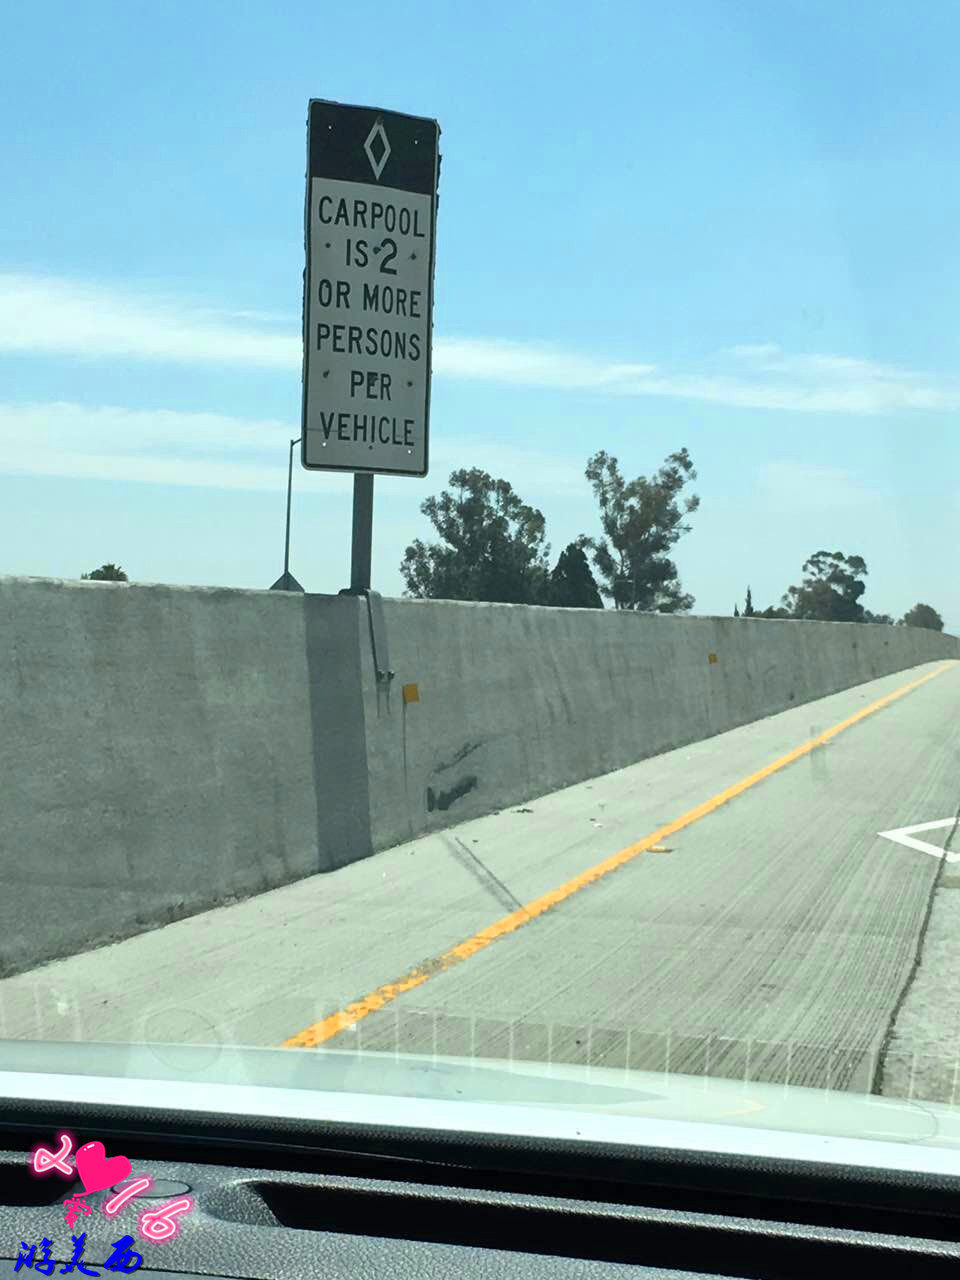 CARPOOL
IS 2
OR MORE
PERSONS
PER
VEHICLE
游美西